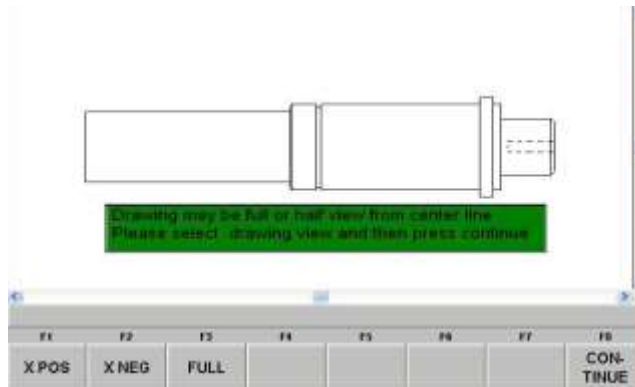 Drawing may be full or half view from center line
Please select drawing view and then press continue
F1 F2 F3 F4 F5 F6 F7 F8
X POS X NEG FULL CON-
TINUE